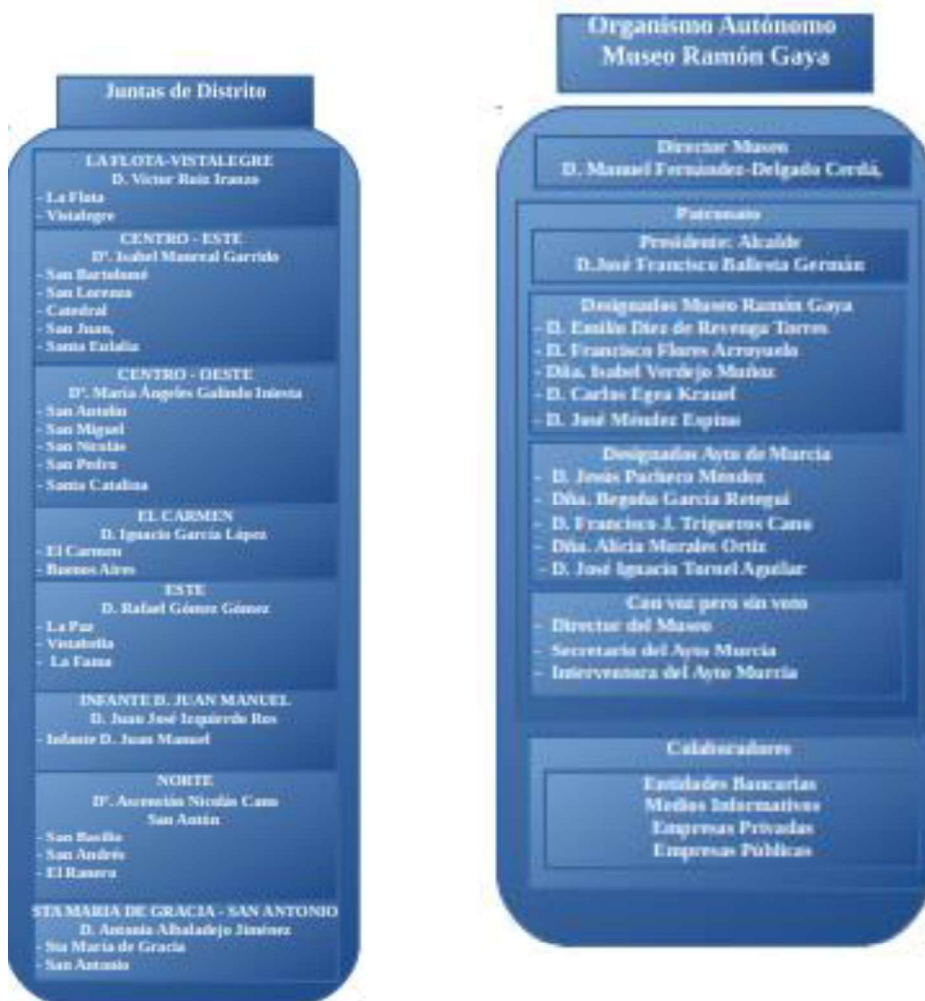 Juntas de Distrito
LA FLOTA-VISTALEGRE
D. Víctor Ruiz Iranzo
- La Flota
- Vistalegre
CENTRO - ESTE
Dª. Isabel Monreal Garrido
- San Bartolomé
- San Lorenzo
- Catedral
- San Juan,
- Santa Eulalia
CENTRO - OESTE
Dª. María Ángeles Galindo Iniesta
- San Antolín
- San Miguel
- San Nicolás
- San Pedro
- Santa Catalina
EL CARMEN
D. Ignacio García López
- El Carmen
- Buenos Aires
ESTE
D. Rafael Gómez Gómez
- La Paz
- Vistabella
- La Fama
INFANTE D. JUAN MANUEL
D. Juan José Izquierdo Ros
- Infante D. Juan Manuel
NORTE
Dª. Ascensión Nicolás Cano
San Antón
- San Basilio
- San Andrés
- El Ranero
STA MARIA DE GRACIA - SAN ANTONIO
D. Antonio Albaladejo Jiménez
- Sta María de Gracia
- San Antonio
Organismo Autónomo
Museo Ramón Gaya
Director Museo
D. Manuel Fernández-Delgado Cerdá,
Patronato
Presidente: Alcalde
D.José Francisco Ballesta Germán
Designados Museo Ramón Gaya
- D. Emilio Díez de Revenga Torres
- D. Francisco Flores Arroyuelo
- Dña. Isabel Verdejo Muñoz
- D. Carlos Egea Krauel
- D. José Méndez Espino
Designados Ayto de Murcia
- D. Jesús Pacheco Méndez
- Dña. Begoña García Retegui
- D. Francisco J. Trigueros Cano
- Dña. Alicia Morales Ortiz
- D. José Ignacio Tornel Aguilar
Con voz pero sin voto
- Director del Museo
- Secretario del Ayto Murcia
- Interventora del Ayto Murcia
Colaboradores
Entidades Bancarias
Medios Informativos
Empresas Privadas
Empresas Públicas